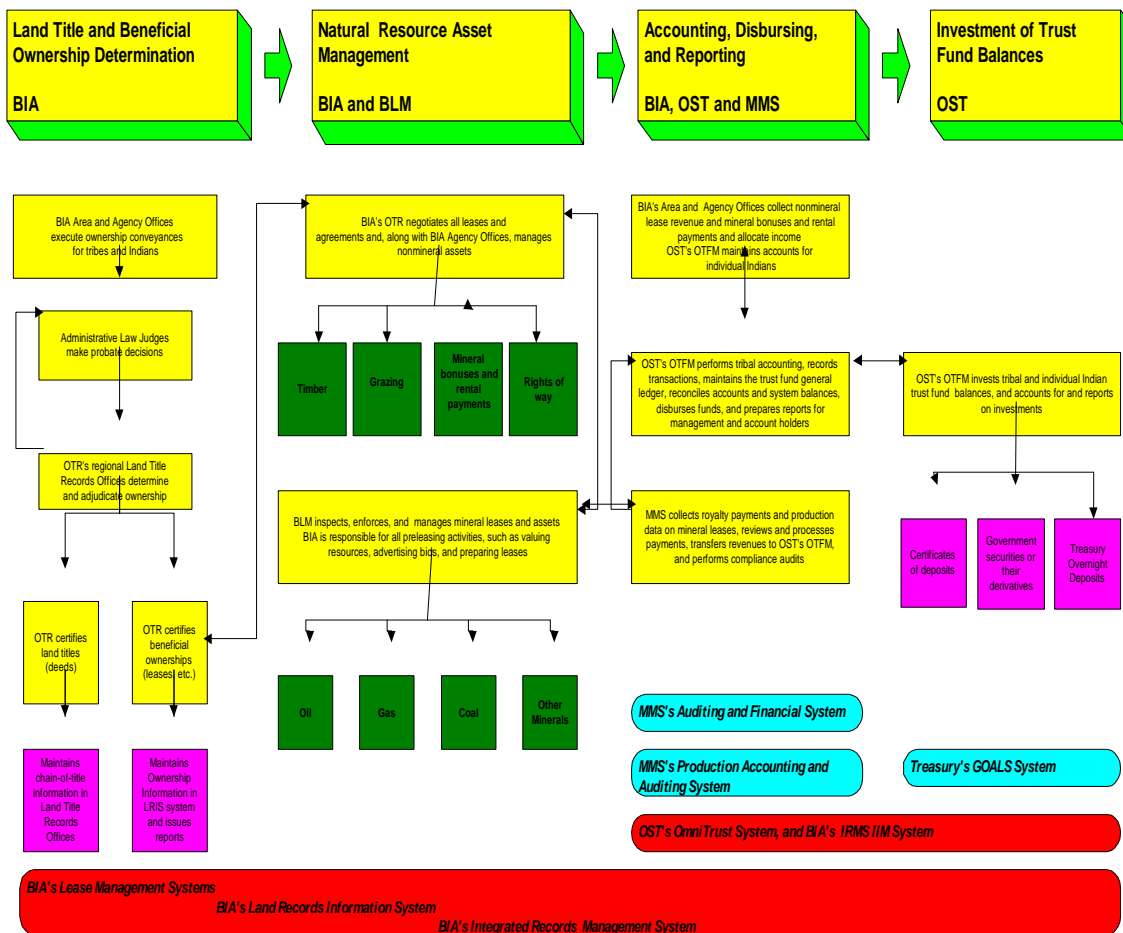 Land Title and Beneficial
Ownership Determination
BIA
Natural Resource Asset
Management
BIA and BLM
Accounting, Disbursing,
and Reporting
BIA, OST and MMS
Investment of Trust
Fund Balances
OST
BIA Area and Agency Offices
execute ownership conveyances
for tribes and Indians
BIA's OTR negotiates all leases and
agreements and, along with BIA Agency Offices, manages
nonmineral assets
BIA's Area and Agency Offices collect nonmineral
lease revenue and mineral bonuses and rental
payments and allocate income
OST's OTFM maintains accounts for
individual Indians
Administrative Law Judges
make probate decisions
Timber
Grazing
Mineral
bonuses and
rental
payments
Rights of
way
OST's OTFM performs tribal accounting, records
transactions, maintains the trust fund general
ledger, reconciles accounts and system balances,
disburses funds, and prepares reports for
management and account holders
OST's OTFM invests tribal and individual Indian
trust fund balances, and accounts for and reports
on investments
OTR's regional Land Title
Records Offices determine
and adjudicate ownership
BLM inspects, enforces, and manages mineral leases and assets
BIA is responsible for all preleasing activities, such as valuing
resources, advertising bids, and preparing leases
MMS collects royalty payments and production
data on mineral leases, reviews and processes
payments, transfers revenues to OST's OTFM,
and performs compliance audits
Certificates
of deposits
Government
securities or
their
derivatives
Treasury
Overnight
Deposits
OTR certifies
land titles
(deeds)
OTR certifies
beneficial
ownerships
(leases, etc.)
Oil
Gas
Coal
Other
Minerals
MMS's Auditing and Financial System
Maintains
chain-of-title
information in
Land Title
Records
Offices
Maintains
Ownership
Information in
LRIS system
and issues
reports
MMS's Production Accounting and
Auditing System
Treasury's GOALS System
OST's OmniTrust System, and BIA's IRMS IIM System
BIA's Lease Management Systems
BIA's Land Records Information System
BIA's Integrated Records Management System